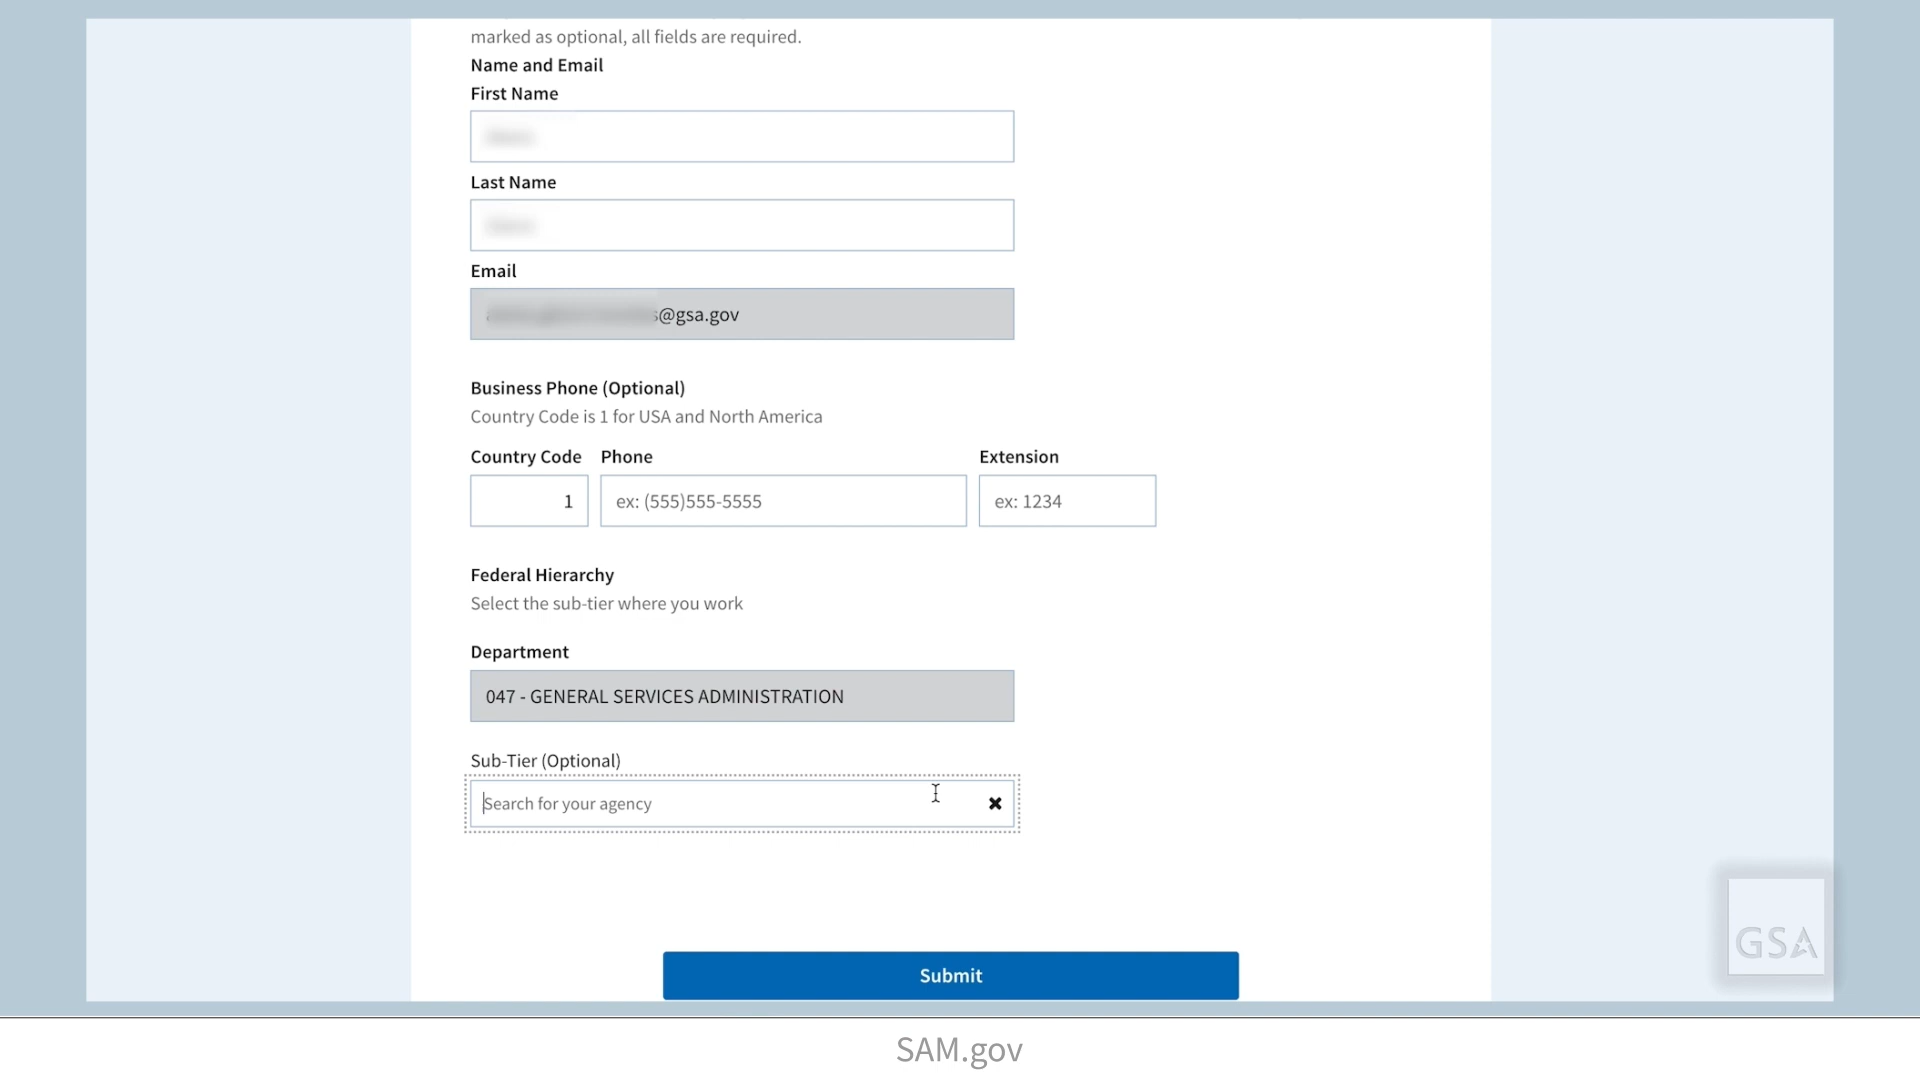 marked as optional, all fields are required.
Name and Email
First Name
Last Name
Email
@gsa.gov
Business Phone (Optional)
Country Code is 1 for USA and North America
Country Code Phone Extension
1 ex: (555)555-5555 ex: 1234
Federal Hierarchy
Select the sub-tier where you work
Department
047 - GENERAL SERVICES ADMINISTRATION
Sub-Tier (Optional)
Search for your agency
Submit
GSA
SAM.gov